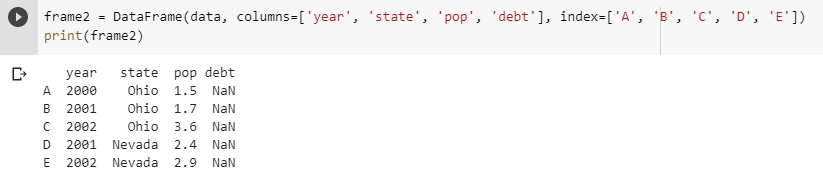 frame2 = DataFrame(data, columns=['year', 'state', 'pop', 'debt'], index=['A', 'B', 'C', 'D', 'E'])
print(frame2)
year state pop debt
A 2000 Ohio 1.5 NaN
B 2001 Ohio 1.7 NaN
C 2002 Ohio 3.6 NaN
D 2001 Nevada 2.4 NaN
E 2002 Nevada 2.9 NaN